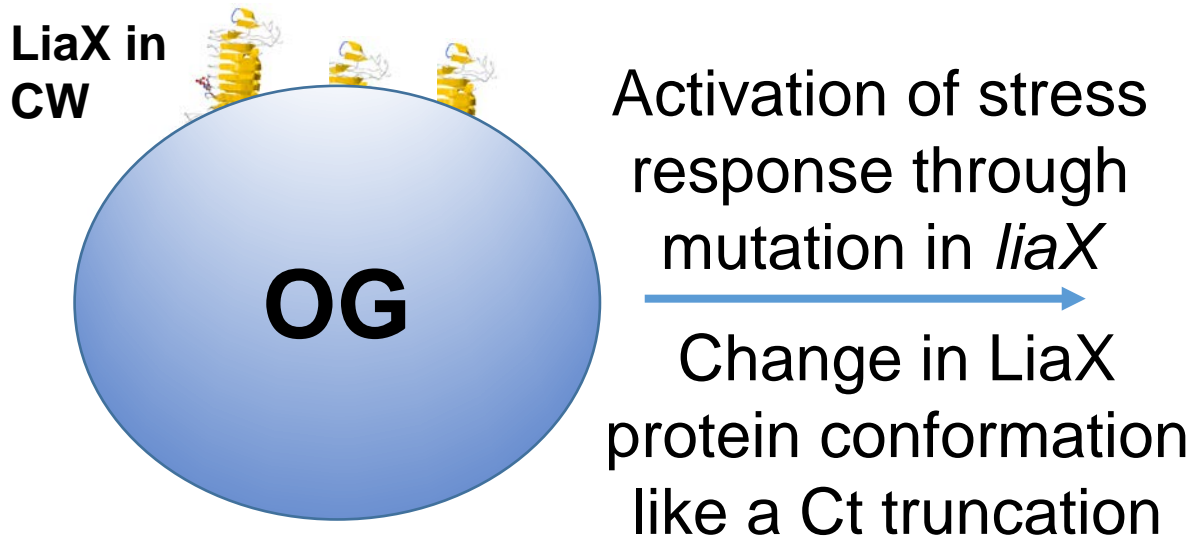 LiaX in
CW
OG
Activation of stress
response through
mutation in liaX
Change in LiaX
protein conformation
like a Ct truncation